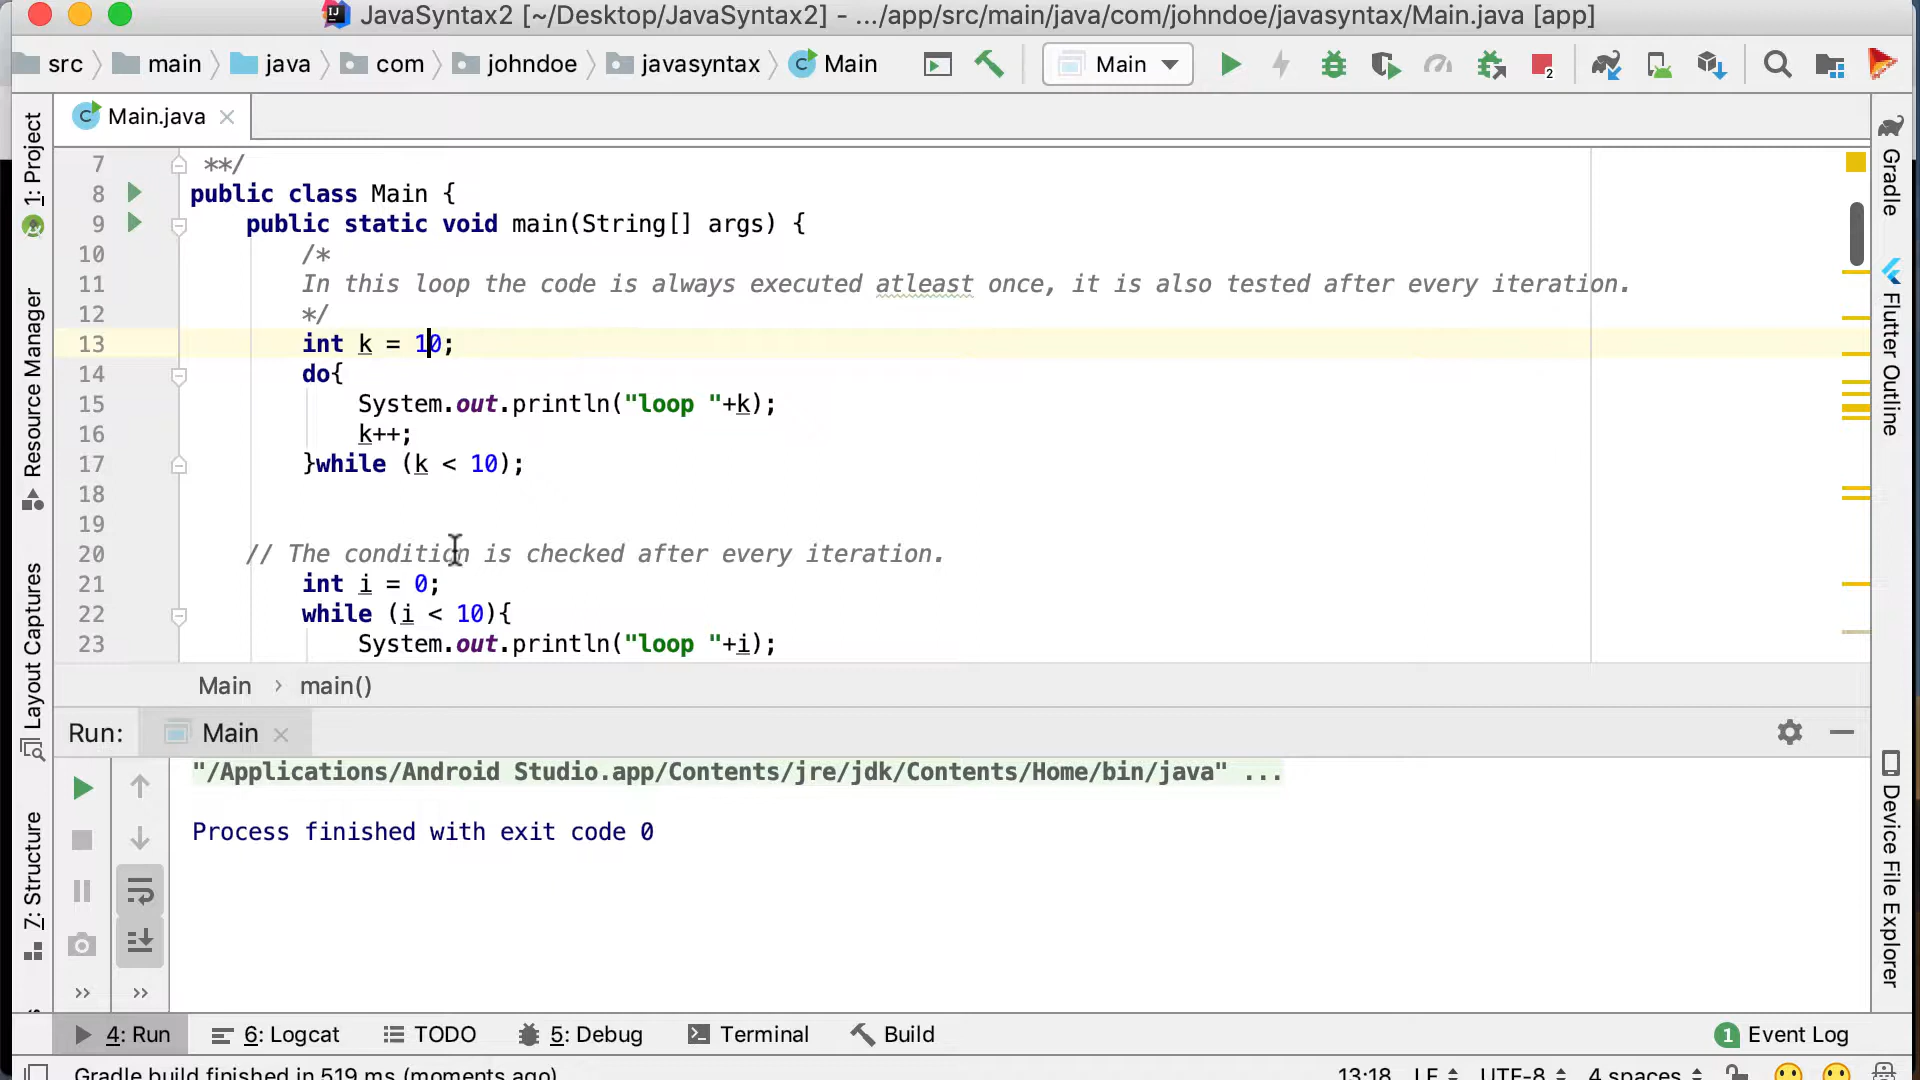 JavaSyntax2 [~/Desktop/JavaSyntax2] - .../app/src/main/java/com/johndoe/javasyntax/Main.java [app]
src main java com johndoe javasyntax Main Main 2
Main.java
7 **/
8 public class Main {
9 public static void main(String[] args) {
10 /*
11 In this loop the code is always executed atleast once, it is also tested after every iteration.
12 */
13 int k = 10;
14 do{
15 System.out.println("loop "+k);
16 k++;
17 }while (k < 10);
18
19
20 // The condition is checked after every iteration.
21 int i = 0;
22 while (i < 10){
23 System.out.println("loop "+i);
Main › main()
Run: Main
"/Applications/Android Studio.app/Contents/jre/jdk/Contents/Home/bin/java" ...
Process finished with exit code 0
1: Project
Resource Manager
Layout Captures
7: Structure
Gradle
Flutter Outline
Device File Explorer
4: Run 6: Logcat TODO 5: Debug Terminal Build 1 Event Log
Gradle build finished in 519 ms (moments ago) 13:18 LF UTF-8 4 spaces